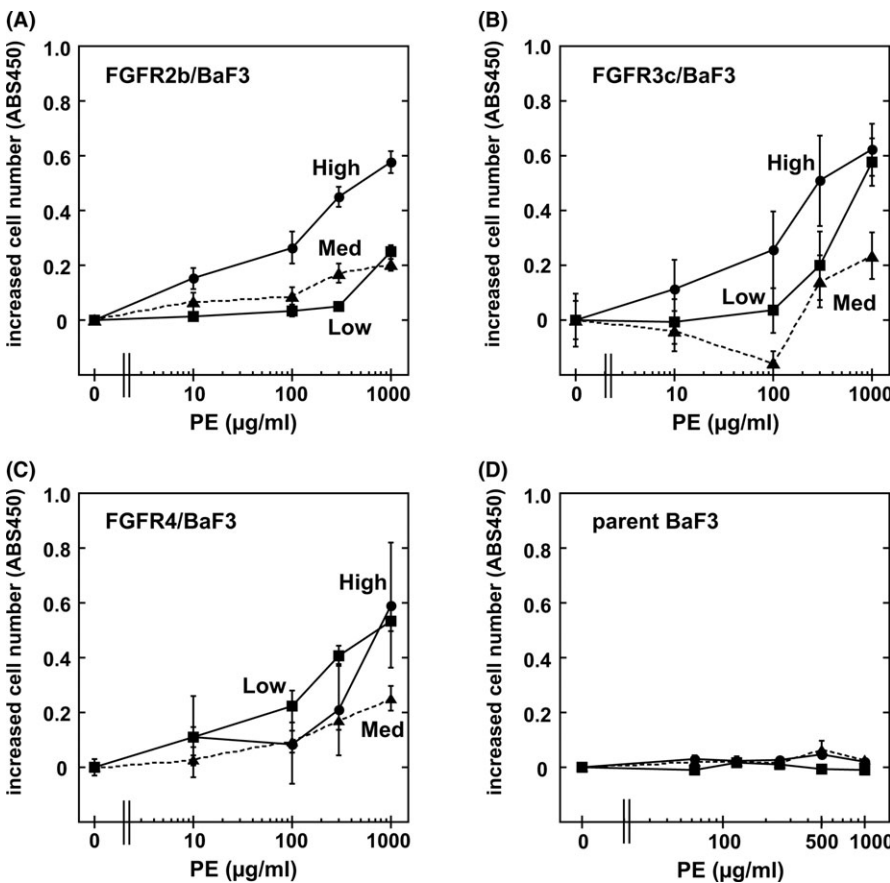 (A)
FGFR2b/BaF3
1.0
0.8
0.6
0.4
0.2
0
increased cell number (ABS450)
High
Med
Low
0 10 100 1000
PE (µg/ml)
(B)
FGFR3c/BaF3
1.0
0.8
0.6
0.4
0.2
0
increased cell number (ABS450)
High
Low
Med
0 10 100 1000
PE (µg/ml)
(C)
FGFR4/BaF3
1.0
0.8
0.6
0.4
0.2
0
increased cell number (ABS450)
High
Low
Med
0 10 100 1000
PE (µg/ml)
(D)
parent BaF3
1.0
0.8
0.6
0.4
0.2
0
increased cell number (ABS450)
0 100 500 1000
PE (µg/ml)